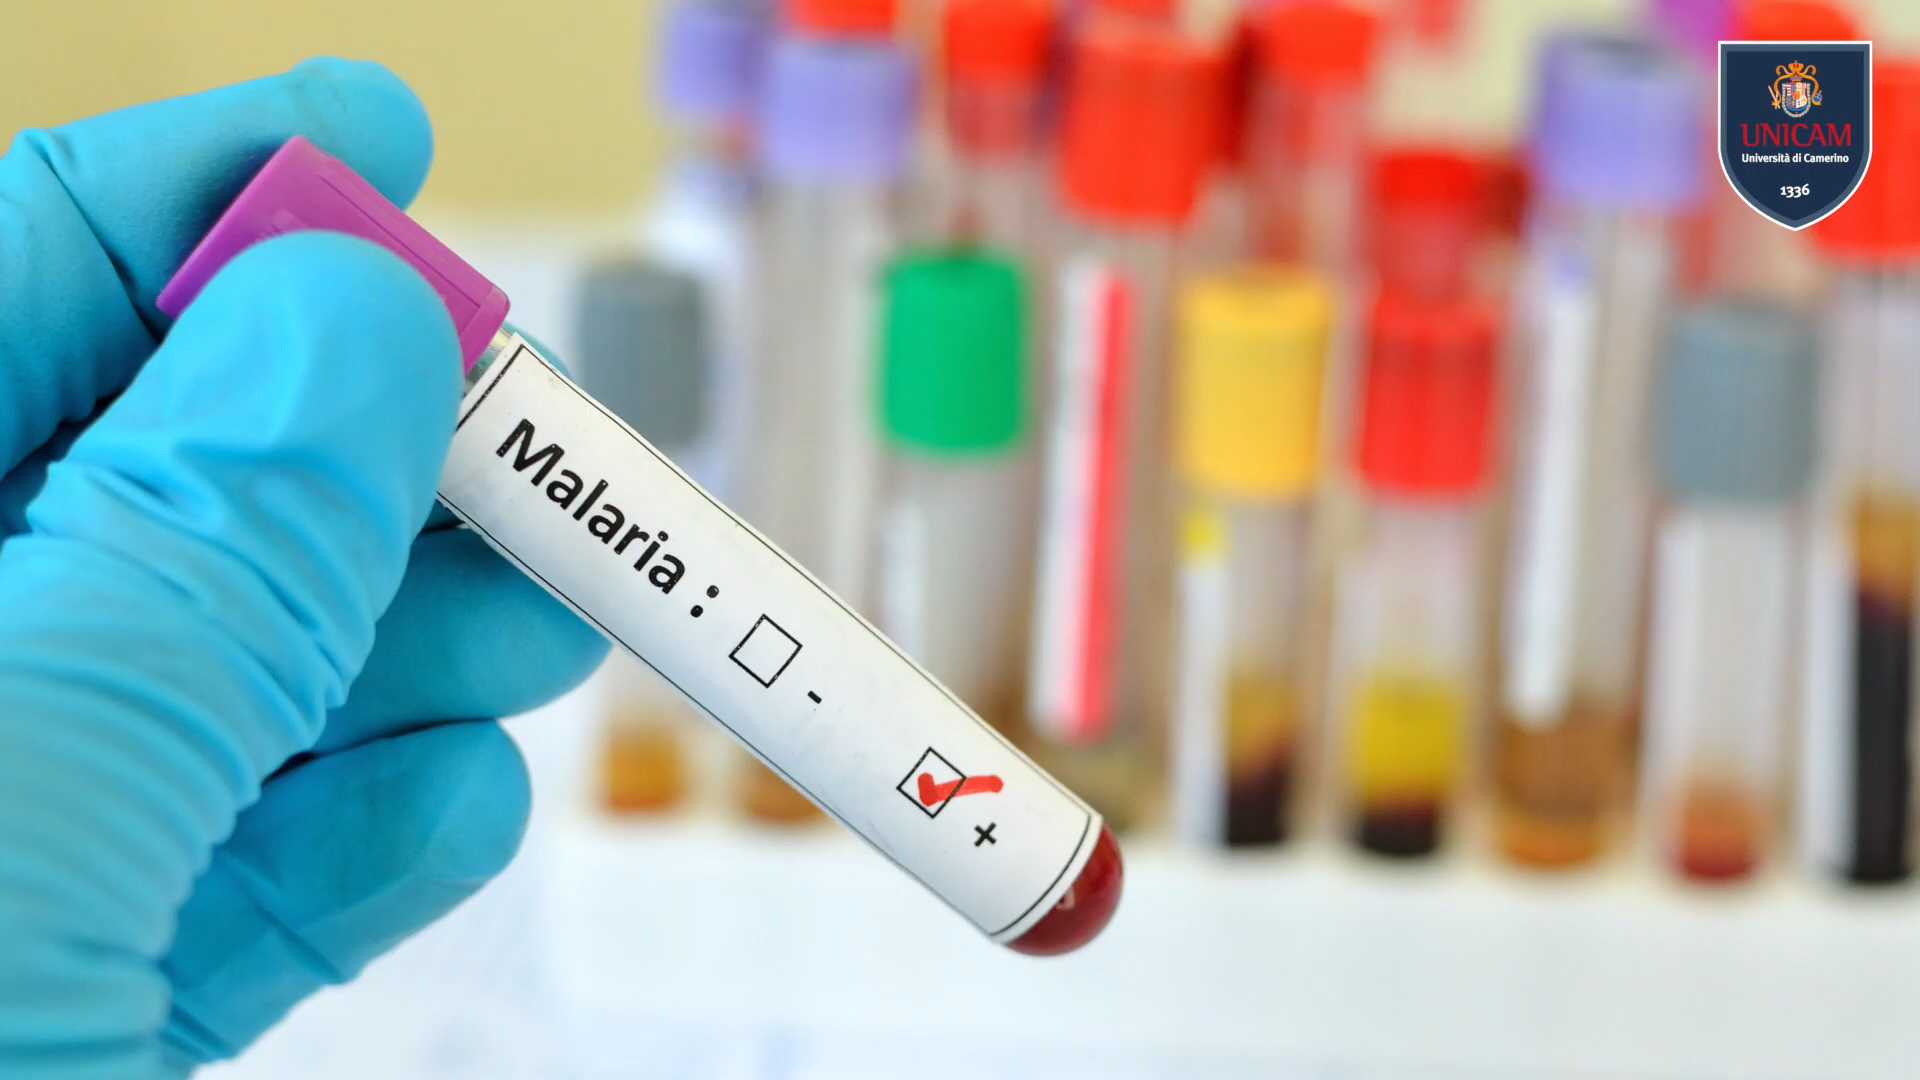 Malaria : ☐ -
☑ +
UNICAM
Università di Camerino
1336